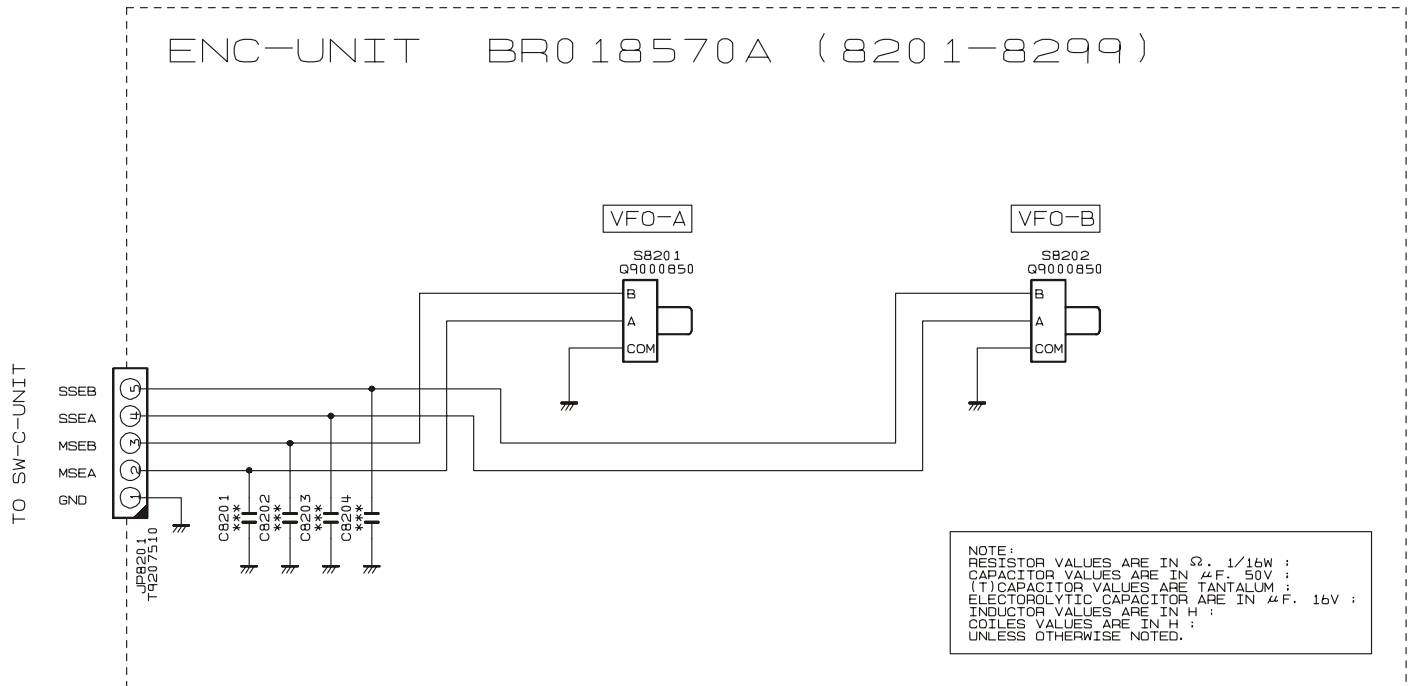 ENC-UNIT BR018570A (8201-8299)
VFO-A
S8201
Q9000850
B
A
COM
VFO-B
S8202
Q9000850
B
A
COM
TO SW-C-UNIT
SSEB 5
SSEA 4
MSEB 3
MSEA 2
GND 1
JP8201
T9207510
C8201
***
C8202
***
C8203
***
C8204
***
NOTE:
RESISTOR VALUES ARE IN Ω. 1/16W :
CAPACITOR VALUES ARE IN μF. 50V :
(T)CAPACITOR VALUES ARE TANTALUM :
ELECTOROLYTIC CAPACITOR ARE IN μF. 16V :
INDUCTOR VALUES ARE IN H :
COILES VALUES ARE IN H :
UNLESS OTHERWISE NOTED.